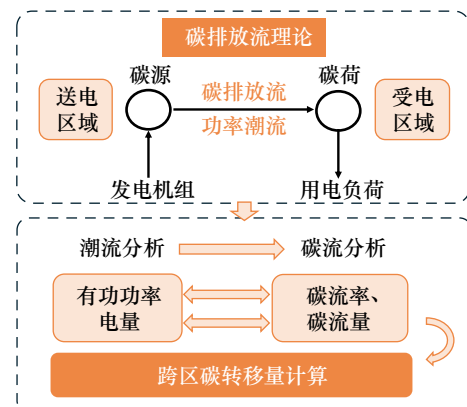 碳排放流理论
碳源
碳荷
送电
区域
碳排放流
功率潮流
受电
区域
发电机组
用电负荷
潮流分析
碳流分析
有功功率
电量
碳流率、
碳流量
跨区碳转移量计算